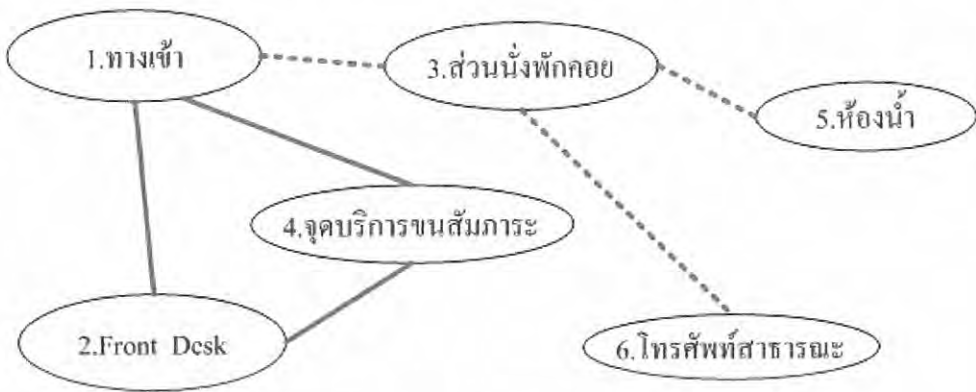 1.ทางเข้า
3.ส่วนนั่งพักคอย
5.ห้องน้ำ
4.จุดบริการขนสัมภาระ
2.Front Desk
6.โทรศัพท์สาธารณะ